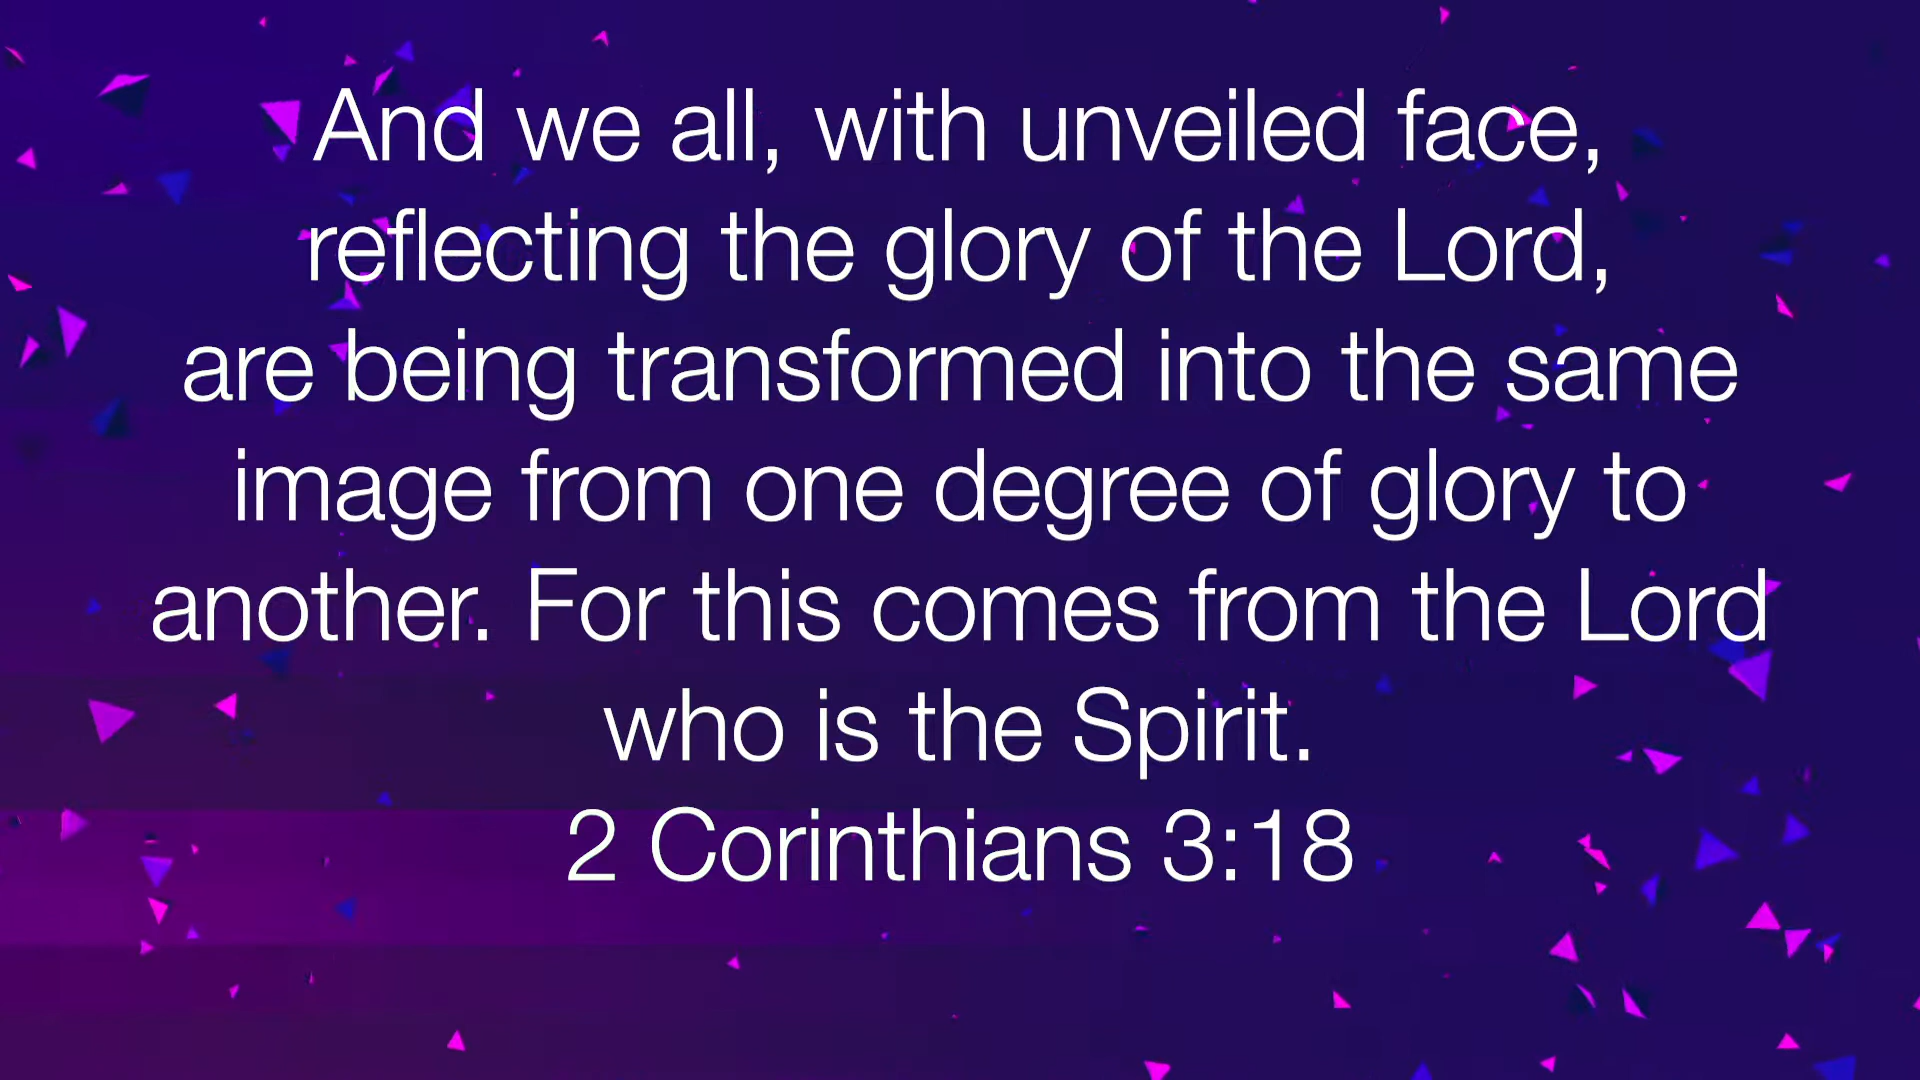 And we all, with unveiled face,
reflecting the glory of the Lord,
are being transformed into the same
image from one degree of glory to
another. For this comes from the Lord
who is the Spirit.
2 Corinthians 3:18